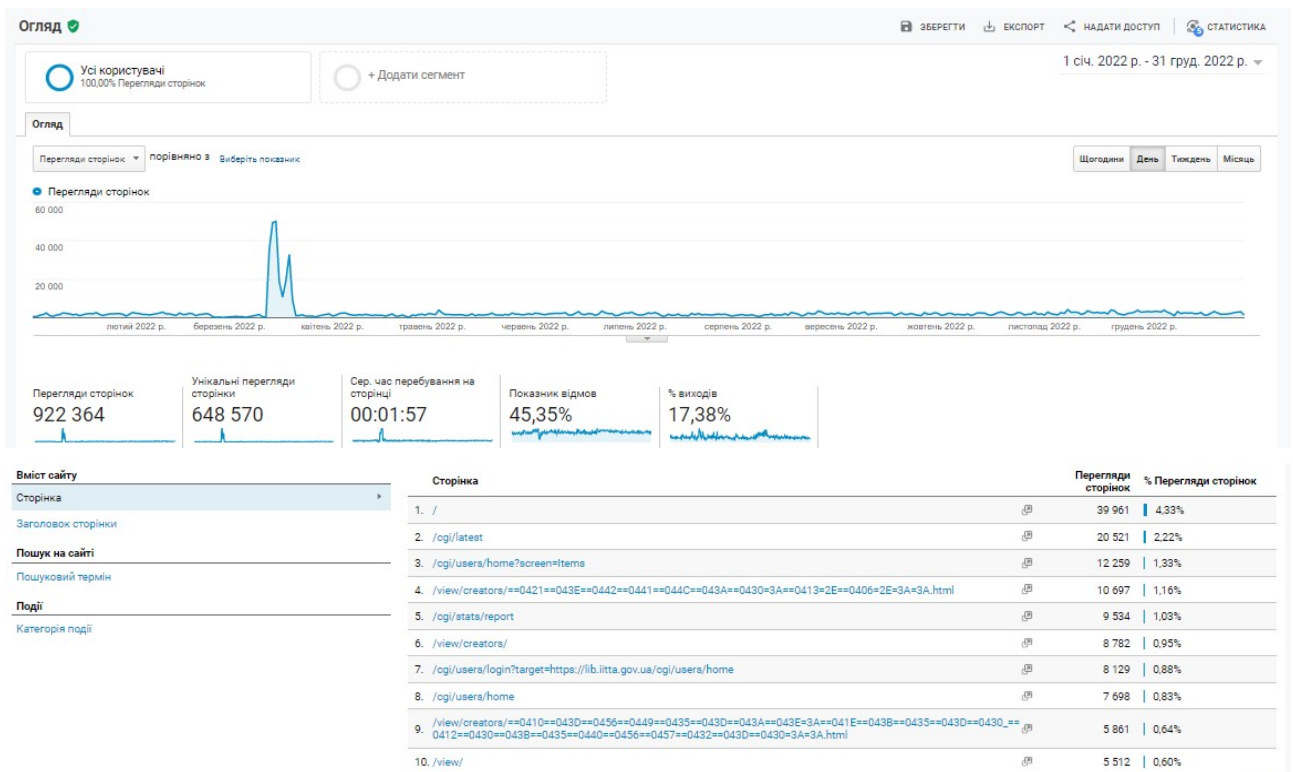 Огляд
ЗБЕРЕГТИ
ЕКСПОРТ
НАДАТИ ДОСТУП
5
СТАТИСТИКА
Усі користувачі
100,00% Перегляди сторінок
+ Додати сегмент
1 січ. 2022 р. - 31 груд. 2022 р.
Огляд
Перегляди сторінок
порівняно з
Виберіть показник
Щогодини
День
Тиждень
Місяць
Перегляди сторінок
60 000
40 000
20 000
лютий 2022 р.
березень 2022 р.
квітень 2022 р.
травень 2022 р.
червень 2022 р.
липень 2022 р.
серпень 2022 р.
вересень 2022 р.
жовтень 2022 р.
листопад 2022 р.
грудень 2022 р.
Перегляди сторінок
922 364
Унікальні перегляди
сторінки
648 570
Сер. час перебування на
сторінці
00:01:57
Показник відмов
45,35%
% виходів
17,38%
Вміст сайту
Сторінка
Заголовок сторінки
Пошук на сайті
Пошуковий термін
Події
Категорія події
Сторінка
Перегляди
сторінок
% Перегляди сторінок
1. / 39 961 4,33%
2. /cgi/latest 20 521 2,22%
3. /cgi/users/home?screen=Items 12 259 1,33%
4. /view/creators/==0421==043E==0442==0441==044C==043A==0430=3A==0413=2E==0406=2E=3A=3A.html 10 697 1,16%
5. /cgi/stats/report 9 534 1,03%
6. /view/creators/ 8 782 0,95%
7. /cgi/users/login?target=https://lib.iitta.gov.ua/cgi/users/home 8 129 0,88%
8. /cgi/users/home 7 698 0,83%
9. /view/creators/==0410==043D==0456==0449==0435==043D==043A==043E=3A==041E==043B==0435==043D==0430_==
0412==0430==043B==0435==0440==0456==0457==0432==043D==0430=3A=3A.html 5 861 0,64%
10. /view/ 5 512 0,60%